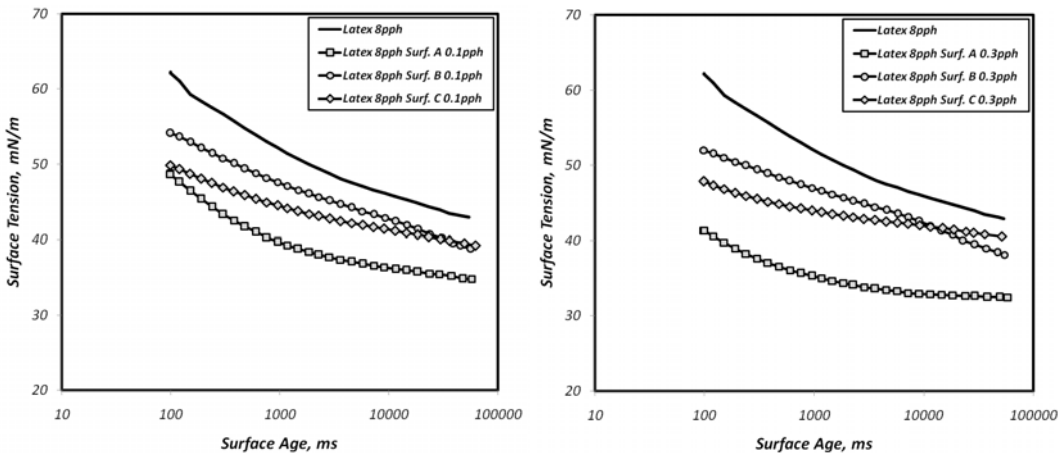 70
60
50
40
30
20
10
100
1000
10000
100000
Surface Tension, mN/m
Surface Age, ms
Latex 8pph
Latex 8pph Surf. A 0.1pph
Latex 8pph Surf. B 0.1pph
Latex 8pph Surf. C 0.1pph
70
60
50
40
30
20
10
100
1000
10000
100000
Surface Tension, mN/m
Surface Age, ms
Latex 8pph
Latex 8pph Surf. A 0.3pph
Latex 8pph Surf. B 0.3pph
Latex 8pph Surf. C 0.3pph